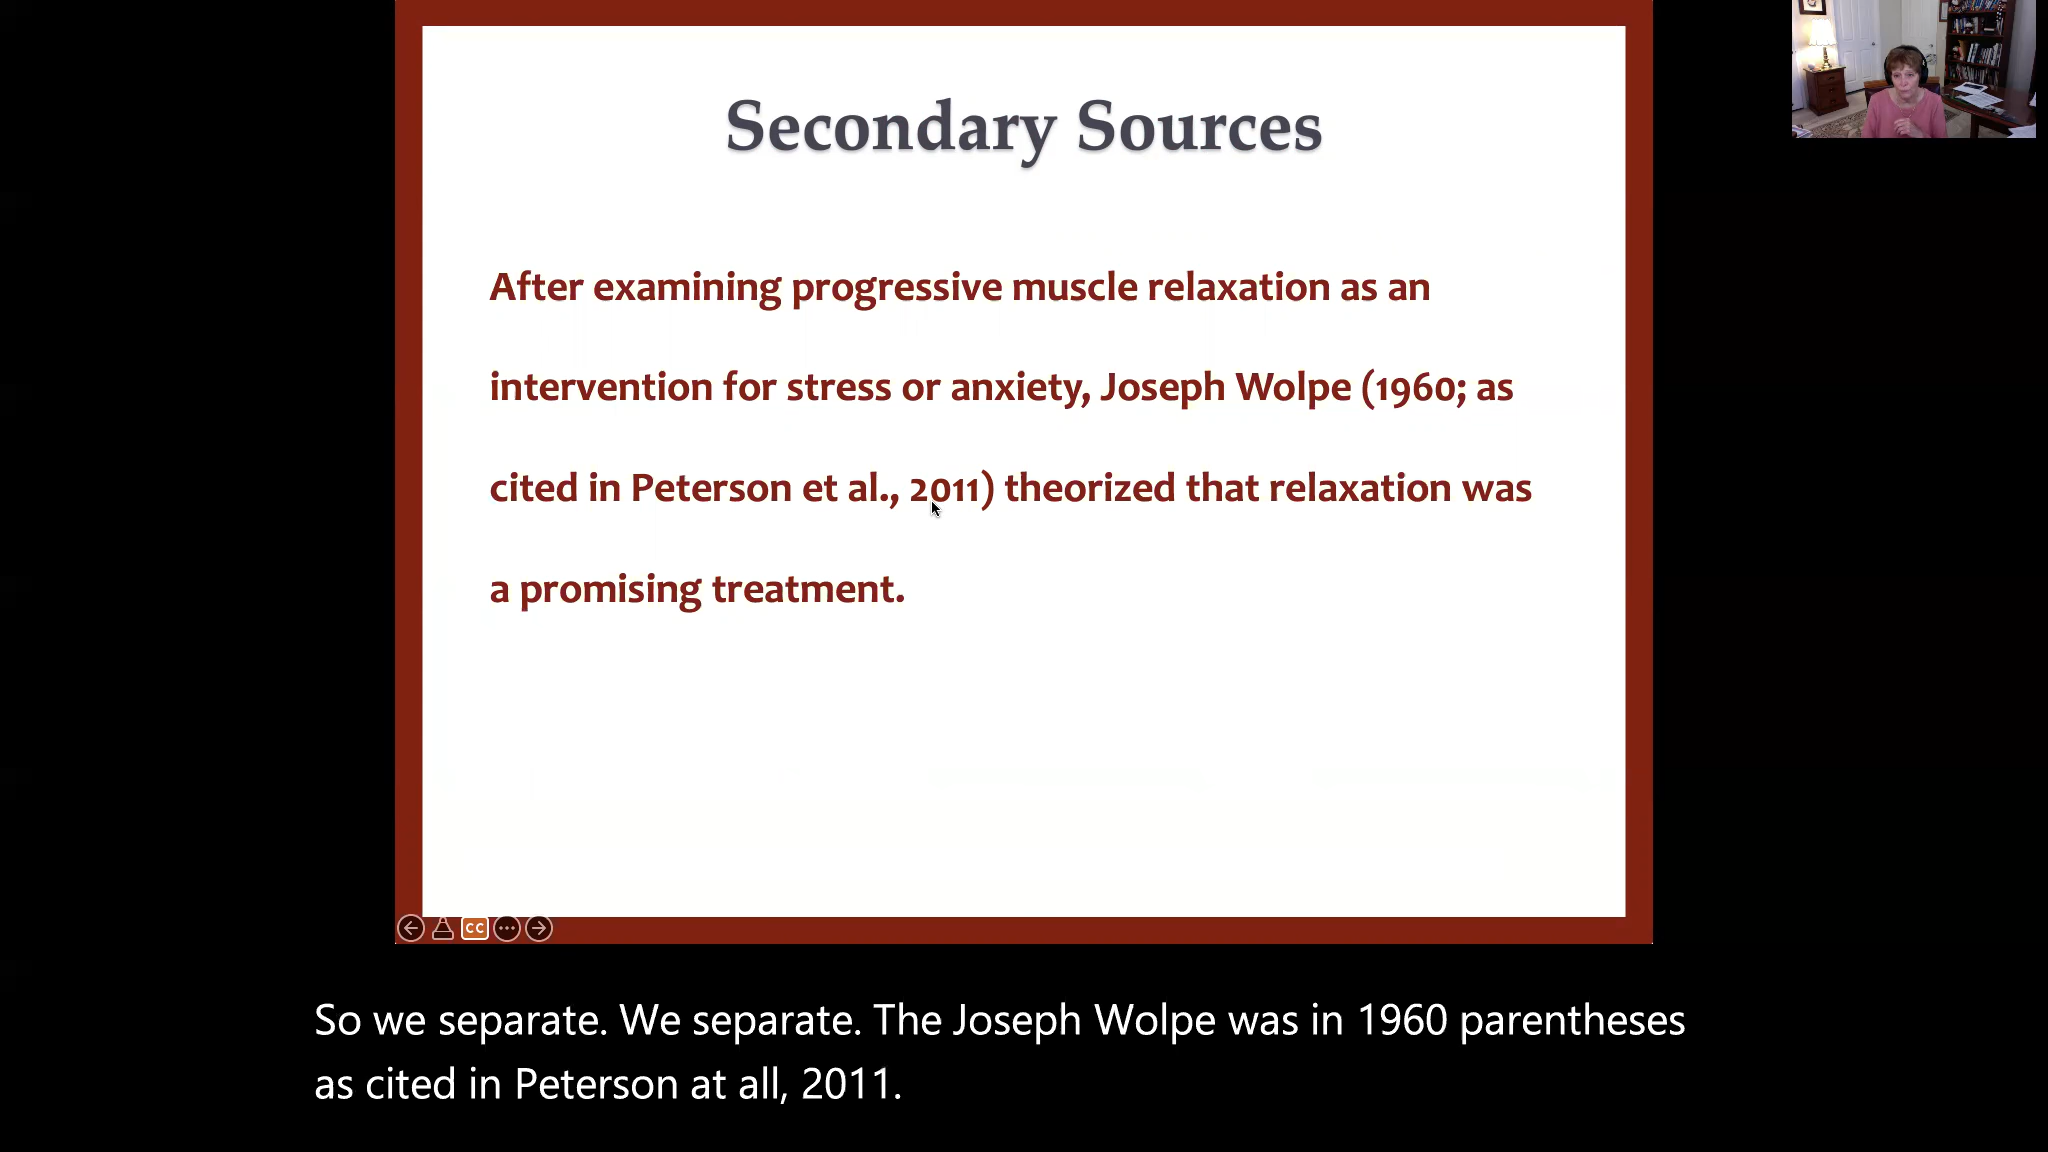 Secondary Sources
After examining progressive muscle relaxation as an
intervention for stress or anxiety, Joseph Wolpe (1960; as
cited in Peterson et al., 2011) theorized that relaxation was
a promising treatment.
CC
So we separate. We separate. The Joseph Wolpe was in 1960 parentheses
as cited in Peterson at all, 2011.